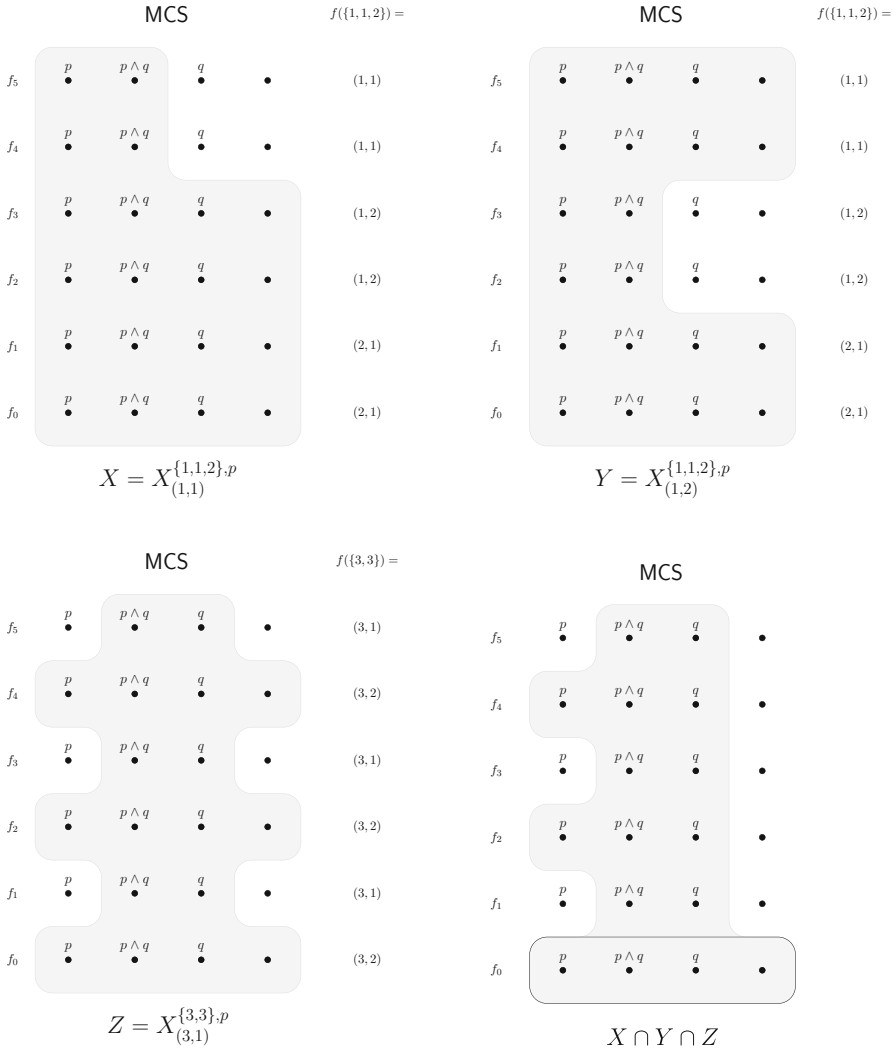 MCS f({1,1,2}) =
p p ∧ q q
f₅ (1,1)
p p ∧ q q
f₄ (1,1)
p p ∧ q q
f₃ (1,2)
p p ∧ q q
f₂ (1,2)
p p ∧ q q
f₁ (2,1)
p p ∧ q q
f₀ (2,1)
X = X^{{1,1,2},p}_{(1,1)}
MCS f({1,1,2}) =
p p ∧ q q
f₅ (1,1)
p p ∧ q q
f₄ (1,1)
p p ∧ q q
f₃ (1,2)
p p ∧ q q
f₂ (1,2)
p p ∧ q q
f₁ (2,1)
p p ∧ q q
f₀ (2,1)
Y = X^{{1,1,2},p}_{(1,2)}
MCS f({3,3}) =
p p ∧ q q
f₅ (3,1)
p p ∧ q q
f₄ (3,2)
p p ∧ q q
f₃ (3,1)
p p ∧ q q
f₂ (3,2)
p p ∧ q q
f₁ (3,1)
p p ∧ q q
f₀ (3,2)
Z = X^{{3,3},p}_{(3,1)}
MCS
p p ∧ q q
f₅
p p ∧ q q
f₄
p p ∧ q q
f₃
p p ∧ q q
f₂
p p ∧ q q
f₁
p p ∧ q q
f₀
X ∩ Y ∩ Z